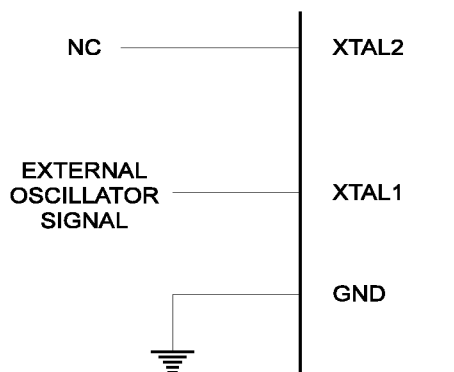 NC XTAL2
EXTERNAL
OSCILLATOR XTAL1
SIGNAL
GND